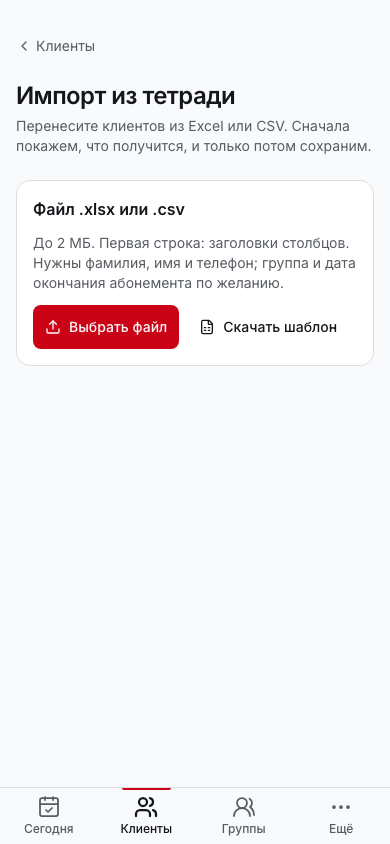 Клиенты
Импорт из тетради
Перенесите клиентов из Excel или CSV. Сначала
покажем, что получится, и только потом сохраним.
Файл .xlsx или .csv
До 2 МБ. Первая строка: заголовки столбцов.
Нужны фамилия, имя и телефон; группа и дата
окончания абонемента по желанию.
Выбрать файл
Скачать шаблон
Сегодня
Клиенты
Группы
Ещё